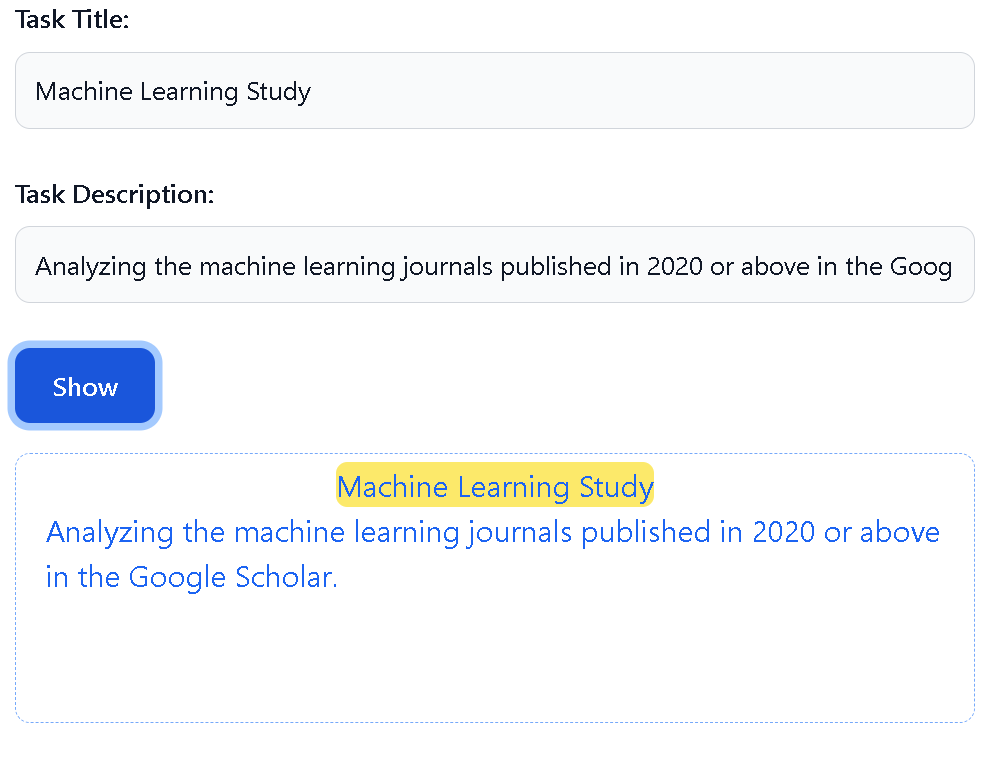 Task Title:
Machine Learning Study
Task Description:
Analyzing the machine learning journals published in 2020 or above in the Goog
Show
Machine Learning Study
Analyzing the machine learning journals published in 2020 or above
in the Google Scholar.